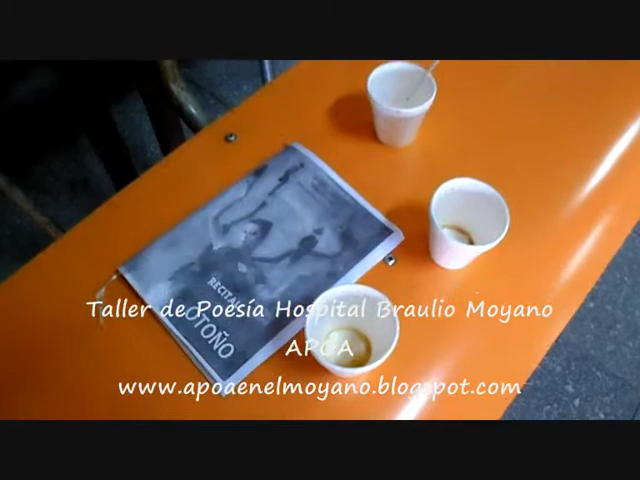 RECITAL
OTOÑO
Taller de Poesía Hospital Braulio Moyano
APOA
www.apoaenelmoyano.blogspot.com